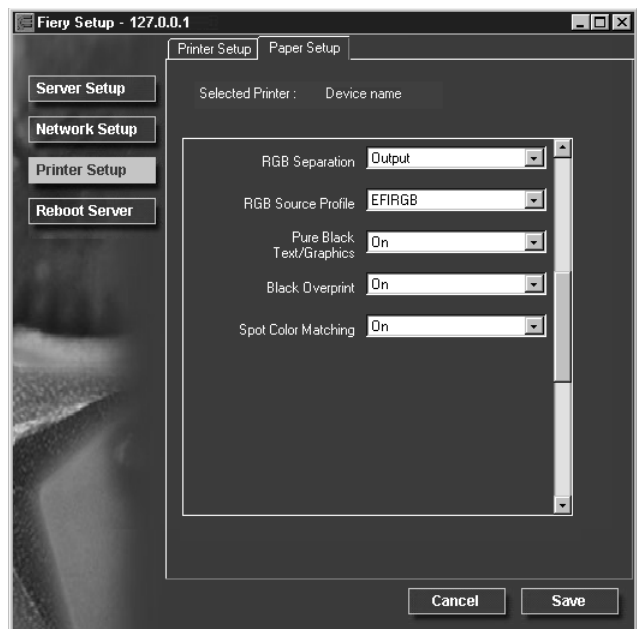 Fiery Setup - 127.0.0.1
Printer Setup
Paper Setup
Server Setup
Network Setup
Printer Setup
Reboot Server
Selected Printer : Device name
RGB Separation Output
RGB Source Profile EFIRGB
Pure Black
Text/Graphics On
Black Overprint On
Spot Color Matching On
Cancel
Save